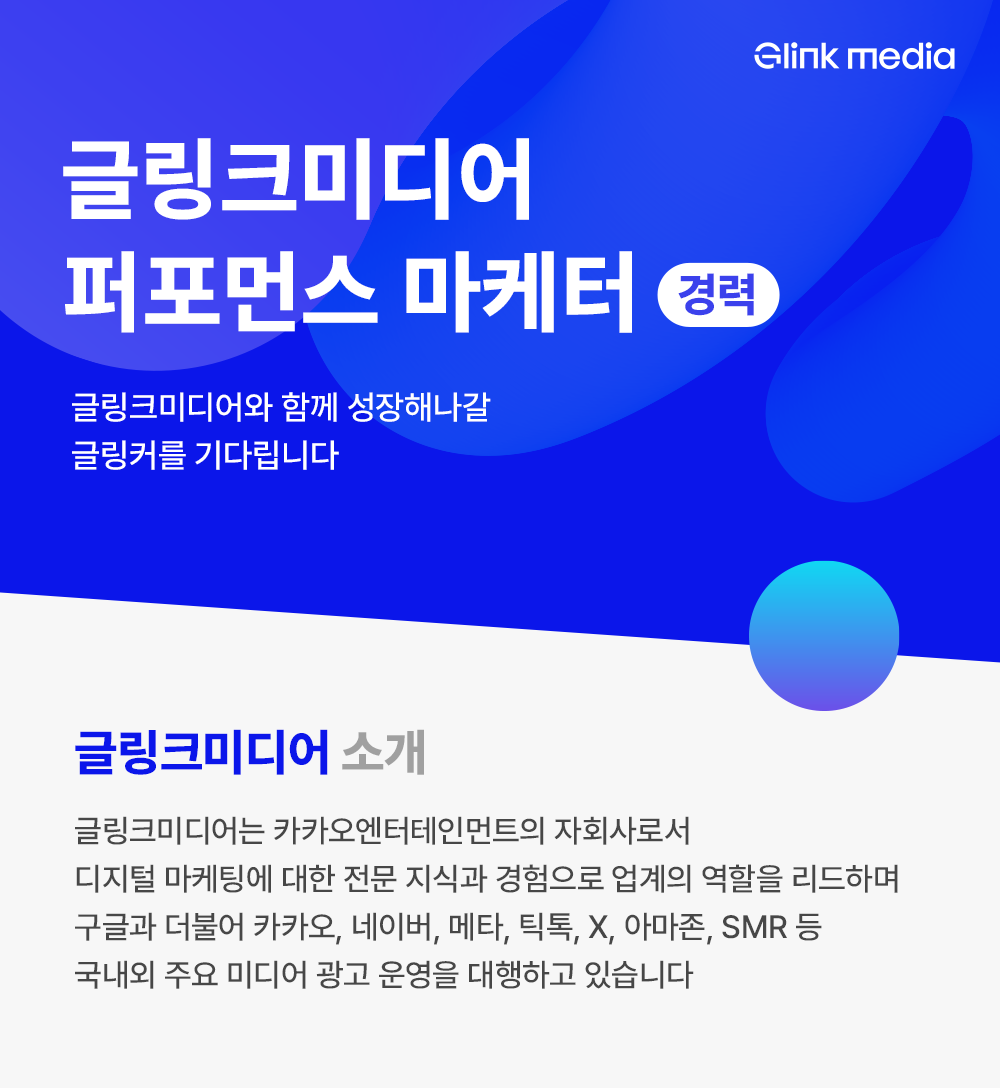 Glink media
글링크미디어
퍼포먼스 마케터 경력
글링크미디어와 함께 성장해나갈
글링커를 기다립니다
글링크미디어 소개
글링크미디어는 카카오엔터테인먼트의 자회사로서
디지털 마케팅에 대한 전문 지식과 경험으로 업계의 역할을 리드하며
구글과 더불어 카카오, 네이버, 메타, 틱톡, X, 아마존, SMR 등
국내외 주요 미디어 광고 운영을 대행하고 있습니다